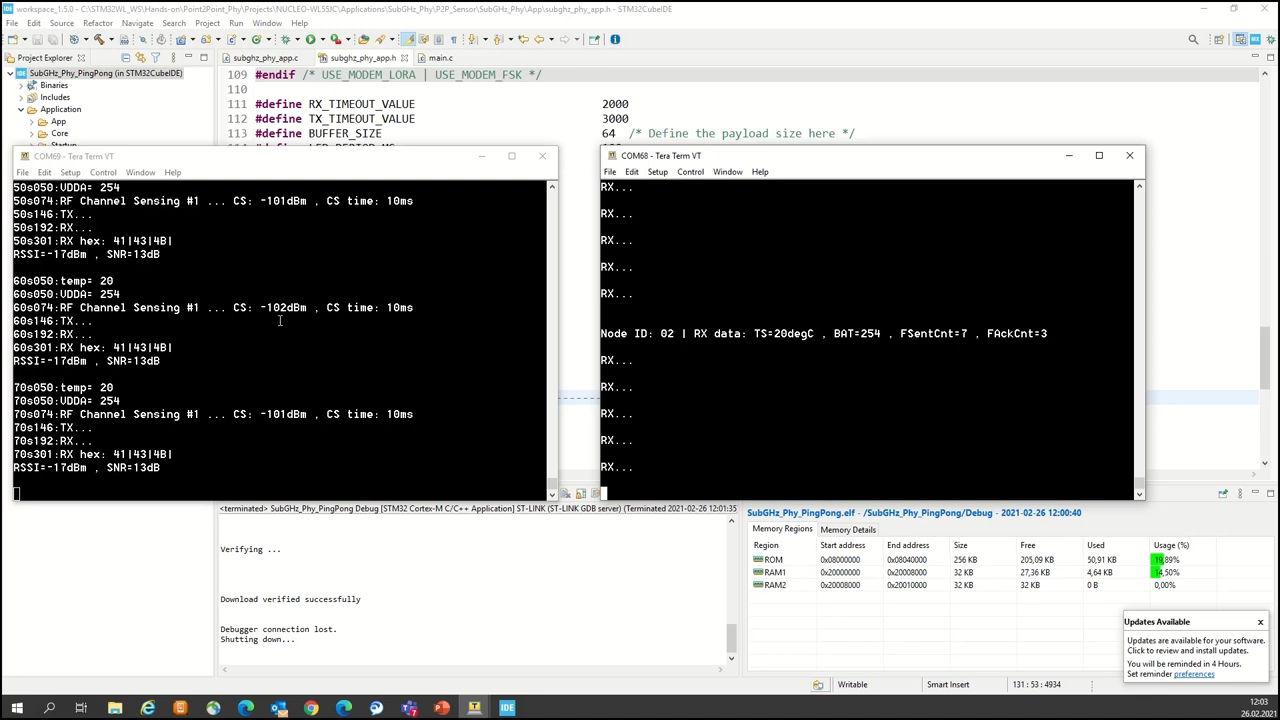 workspace_1.5.0 - C:\STM32WL_WS\Hands-on\Point2Point_Phy\Projects\NUCLEO-WL55JC\Applications\SubGHz_Phy\P2P_Sensor\SubGHz_Phy\App\subghz_phy_app.h - STM32CubeIDE
File Edit Source Refactor Navigate Search Project Run Window Help
Project Explorer
subghz_phy_app.c
subghz_phy_app.h
main.c
SubGHz_Phy_PingPong (in STM32CubeIDE)
Binaries
Includes
Application
App
Core
109 #endif /* USE_MODEM_LORA | USE_MODEM_FSK */
110
111 #define RX_TIMEOUT_VALUE 2000
112 #define TX_TIMEOUT_VALUE 3000
113 #define BUFFER_SIZE 64 /* Define the payload size here */
COM69 - Tera Term VT
File Edit Setup Control Window Help
50s050:VDDA= 254
50s074:RF Channel Sensing #1 ... CS: -101dBm , CS time: 10ms
50s146:TX...
50s192:RX...
50s301:RX hex: 41|43|4B|
RSSI=-17dBm , SNR=13dB
60s050:temp= 20
60s050:VDDA= 254
60s074:RF Channel Sensing #1 ... CS: -102dBm , CS time: 10ms
60s146:TX...
60s192:RX...
60s301:RX hex: 41|43|4B|
RSSI=-17dBm , SNR=13dB
70s050:temp= 20
70s050:VDDA= 254
70s074:RF Channel Sensing #1 ... CS: -101dBm , CS time: 10ms
70s146:TX...
70s192:RX...
70s301:RX hex: 41|43|4B|
RSSI=-17dBm , SNR=13dB
COM68 - Tera Term VT
File Edit Setup Control Window Help
RX...
RX...
RX...
RX...
RX...
Node ID: 02 | RX data: TS=20degC , BAT=254 , FSentCnt=7 , FAckCnt=3
RX...
RX...
RX...
RX...
RX...
<terminated> SubGHz_Phy_PingPong Debug [STM32 Cortex-M C/C++ Application] ST-LINK (ST-LINK GDB server) (Terminated 2021-02-26 12:01:35
Verifying ...
Download verified successfully
Debugger connection lost.
Shutting down...
SubGHz_Phy_PingPong.elf - /SubGHz_Phy_PingPong/Debug - 2021-02-26 12:00:40
Memory Regions Memory Details
Region Start address End address Size Free Used Usage (%)
ROM 0x08000000 0x08040000 256 KB 205,09 KB 50,91 KB 19,89%
RAM1 0x20000000 0x20008000 32 KB 27,36 KB 4,64 KB 14,50%
RAM2 0x20008000 0x20010000 32 KB 32 KB 0 B 0,00%
Updates Available x
Updates are available for your software.
Click to review and install updates.
You will be reminded in 4 Hours.
Set reminder preferences
Writable Smart Insert 131 : 53 : 4934
IDE
12:03
26.02.2021